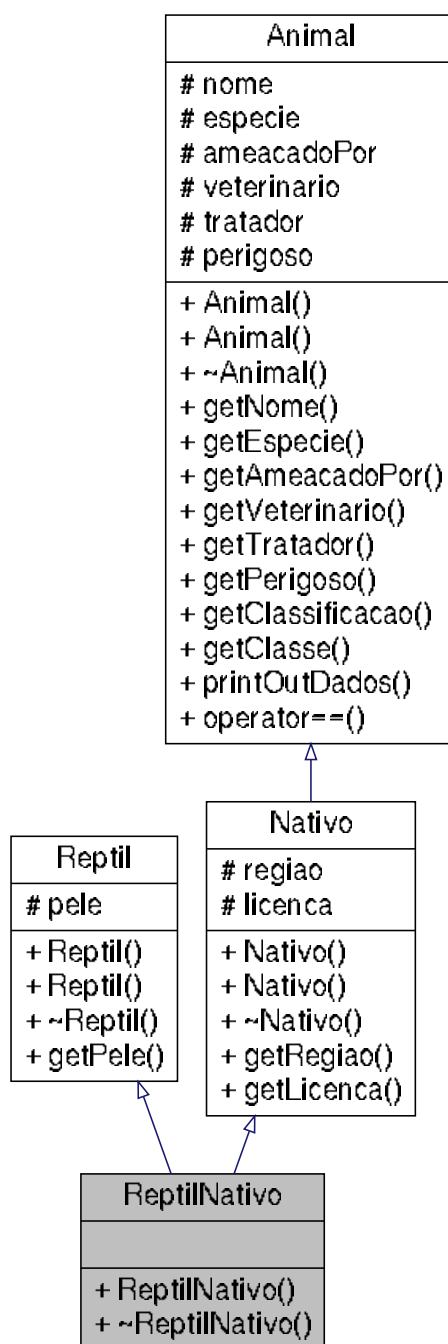 Animal
# nome
# especie
# ameacadoPor
# veterinario
# tratador
# perigoso
+ Animal()
+ Animal()
+ ~Animal()
+ getNome()
+ getEspecie()
+ getAmeacadoPor()
+ getVeterinario()
+ getTratador()
+ getPerigoso()
+ getClassificacao()
+ getClasse()
+ printOutDados()
+ operator==()
Reptil
# pele
+ Reptil()
+ Reptil()
+ ~Reptil()
+ getPele()
Nativo
# regiao
# licenca
+ Nativo()
+ Nativo()
+ ~Nativo()
+ getRegiao()
+ getLicenca()
ReptilNativo
+ ReptilNativo()
+ ~ReptilNativo()